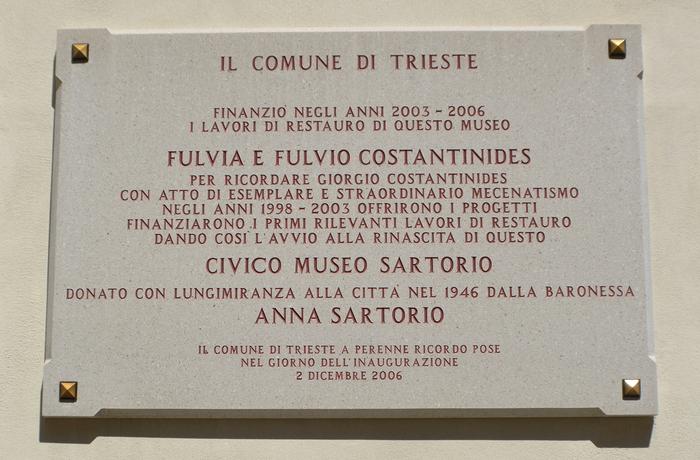 IL COMUNE DI TRIESTE
FINANZIÒ NEGLI ANNI 2003 - 2006
I LAVORI DI RESTAURO DI QUESTO MUSEO
FULVIA E FULVIO COSTANTINIDES
PER RICORDARE GIORGIO COSTANTINIDES
CON ATTO DI ESEMPLARE E STRAORDINARIO MECENATISMO
NEGLI ANNI 1998 - 2003 OFFRIRONO I PROGETTI
FINANZIARONO I PRIMI RILEVANTI LAVORI DI RESTAURO
DANDO COSÌ L'AVVIO ALLA RINASCITA DI QUESTO
CIVICO MUSEO SARTORIO
DONATO CON LUNGIMIRANZA ALLA CITTÀ NEL 1946 DALLA BARONESSA
ANNA SARTORIO
IL COMUNE DI TRIESTE A PERENNE RICORDO POSE
NEL GIORNO DELL'INAUGURAZIONE
2 DICEMBRE 2006